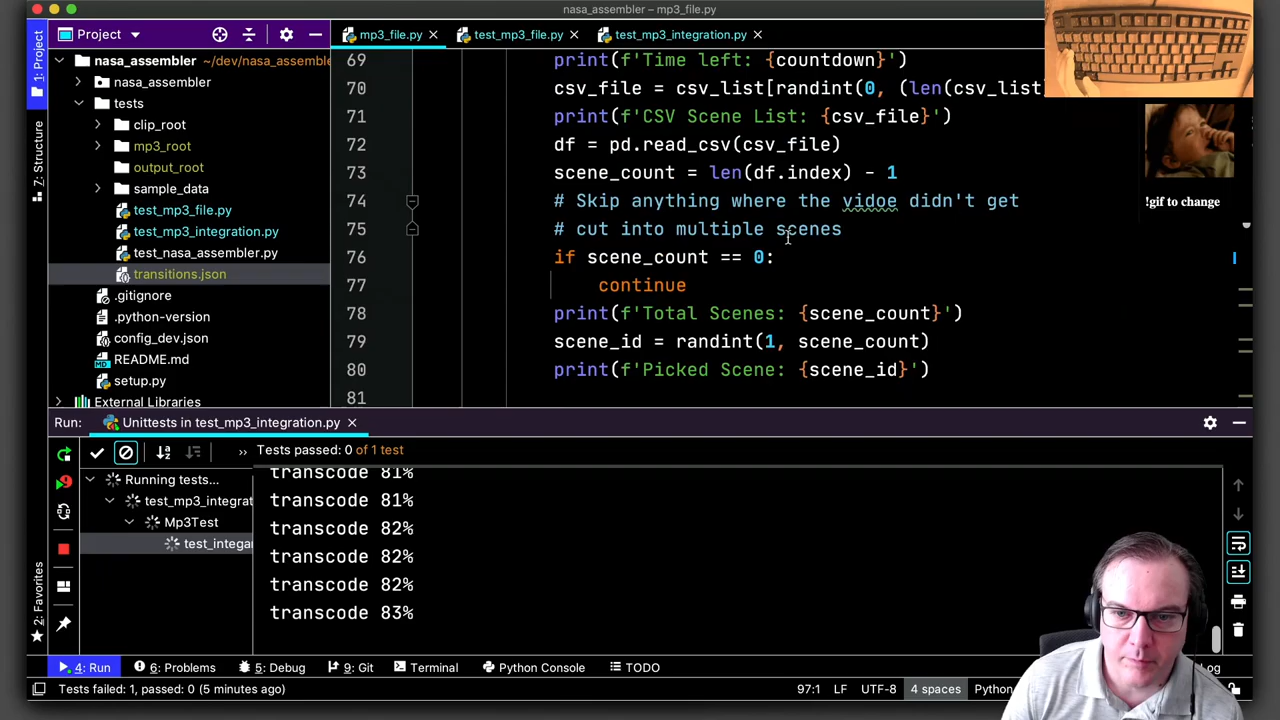 nasa_assembler – mp3_file.py
Project
mp3_file.py
test_mp3_file.py
test_mp3_integration.py
1: Project
7: Structure
2: Favorites
nasa_assembler ~/dev/nasa_assemble
nasa_assembler
tests
clip_root
mp3_root
output_root
sample_data
test_mp3_file.py
test_mp3_integration.py
test_nasa_assembler.py
transitions.json
.gitignore
.python-version
config_dev.json
README.md
setup.py
External Libraries
69 print(f'Time left: {countdown}')
70 csv_file = csv_list[randint(0, (len(csv_list]
71 print(f'CSV Scene List: {csv_file}')
72 df = pd.read_csv(csv_file)
73 scene_count = len(df.index) - 1
74 # Skip anything where the vidoe didn't get
75 # cut into multiple scenes
76 if scene_count == 0:
77 continue
78 print(f'Total Scenes: {scene_count}')
79 scene_id = randint(1, scene_count)
80 print(f'Picked Scene: {scene_id}')
81
!gif to change
Run: Unittests in test_mp3_integration.py
Tests passed: 0 of 1 test
Running tests...
test_mp3_integrat
Mp3Test
test_integar
transcode 81%
transcode 81%
transcode 82%
transcode 82%
transcode 82%
transcode 83%
4: Run
6: Problems
5: Debug
9: Git
Terminal
Python Console
TODO
Log
Tests failed: 1, passed: 0 (5 minutes ago)
97:1 LF UTF-8 4 spaces Python